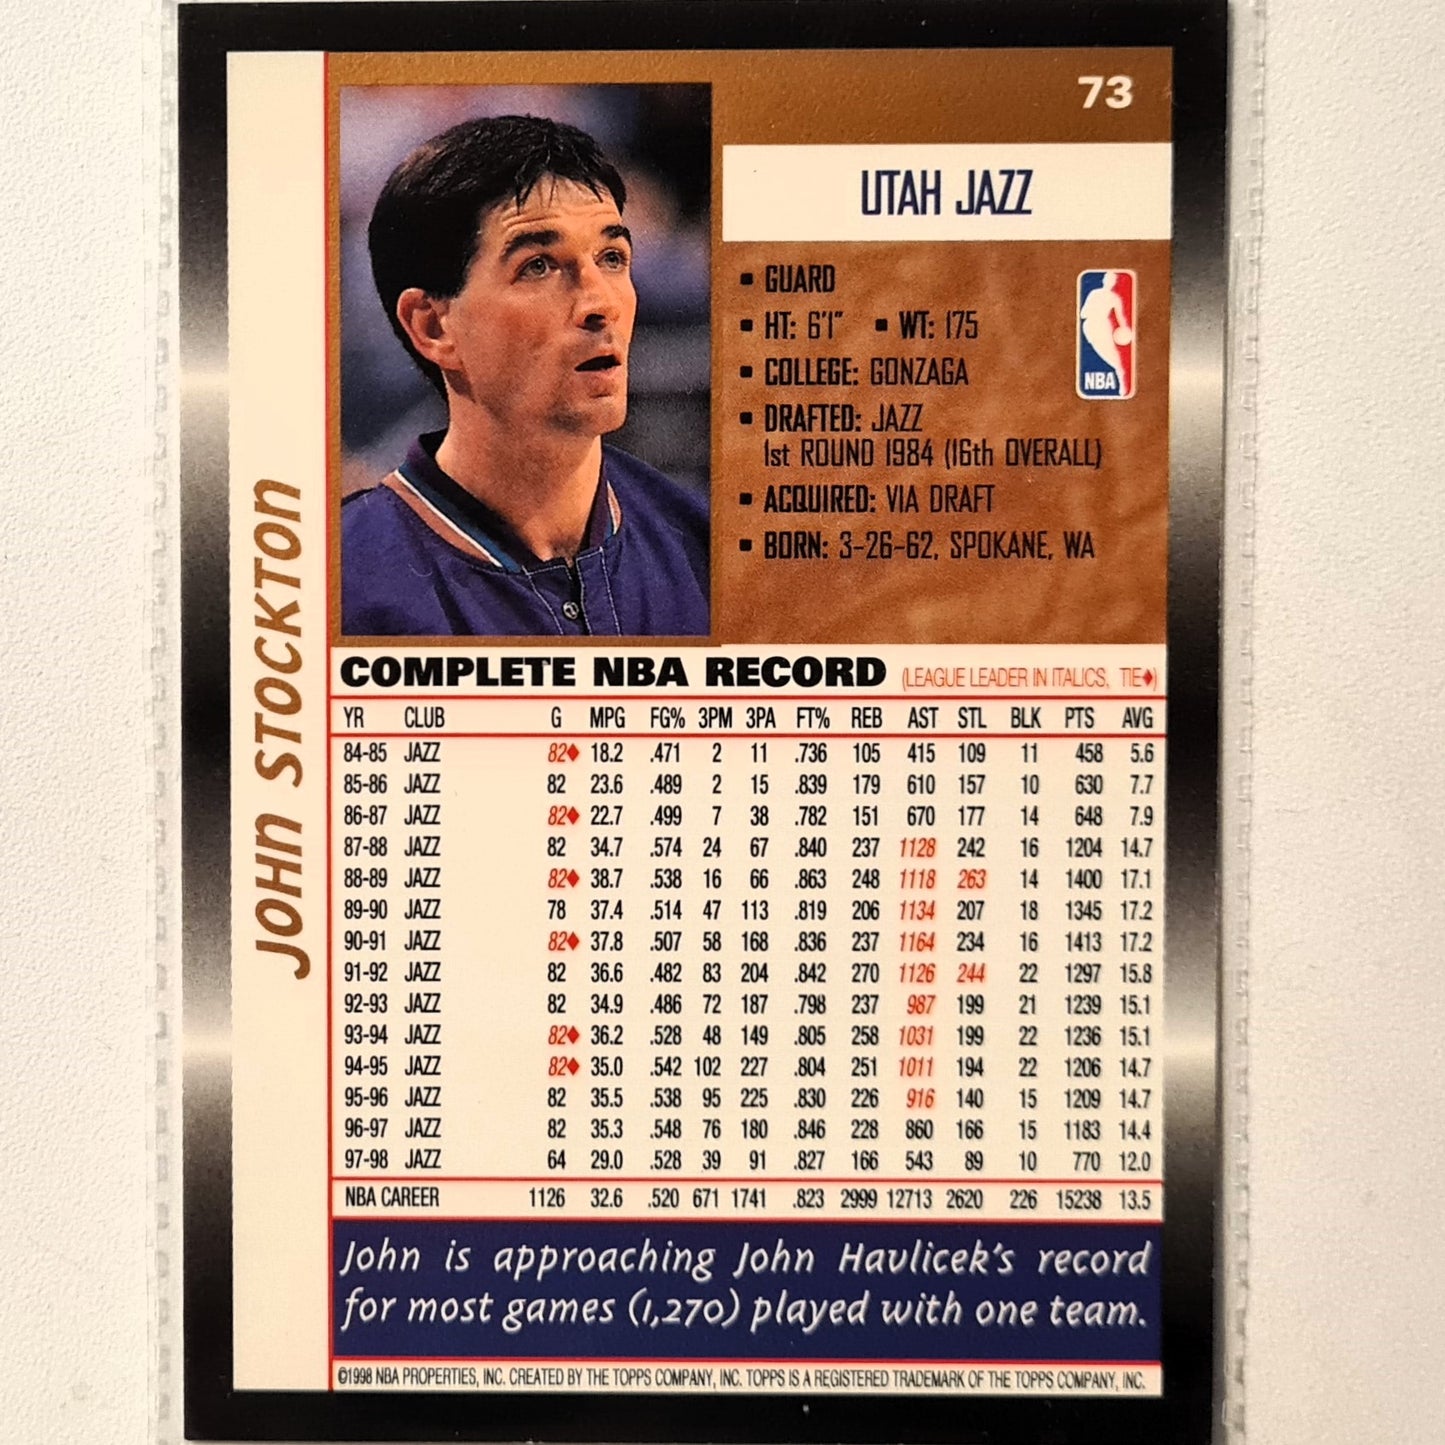 73
UTAH JAZZ
▪ GUARD
▪ HT: 6'1" ▪ WT: 175
▪ COLLEGE: GONZAGA
▪ DRAFTED: JAZZ
1st ROUND 1984 (16th OVERALL)
▪ ACQUIRED: VIA DRAFT
▪ BORN: 3-26-62, SPOKANE, WA
NBA
JOHN STOCKTON
COMPLETE NBA RECORD (LEAGUE LEADER IN ITALICS, TIE♦)
YR CLUB G MPG FG% 3PM 3PA FT% REB AST STL BLK PTS AVG
84-85 JAZZ 82♦ 18.2 .471 2 11 .736 105 415 109 11 458 5.6
85-86 JAZZ 82 23.6 .489 2 15 .839 179 610 157 10 630 7.7
86-87 JAZZ 82♦ 22.7 .499 7 38 .782 151 670 177 14 648 7.9
87-88 JAZZ 82 34.7 .574 24 67 .840 237 1128 242 16 1204 14.7
88-89 JAZZ 82♦ 38.7 .538 16 66 .863 248 1118 263 14 1400 17.1
89-90 JAZZ 78 37.4 .514 47 113 .819 206 1134 207 18 1345 17.2
90-91 JAZZ 82♦ 37.8 .507 58 168 .836 237 1164 234 16 1413 17.2
91-92 JAZZ 82 36.6 .482 83 204 .842 270 1126 244 22 1297 15.8
92-93 JAZZ 82 34.9 .486 72 187 .798 237 987 199 21 1239 15.1
93-94 JAZZ 82♦ 36.2 .528 48 149 .805 258 1031 199 22 1236 15.1
94-95 JAZZ 82♦ 35.0 .542 102 227 .804 251 1011 194 22 1206 14.7
95-96 JAZZ 82 35.5 .538 95 225 .830 226 916 140 15 1209 14.7
96-97 JAZZ 82 35.3 .548 76 180 .846 228 860 166 15 1183 14.4
97-98 JAZZ 64 29.0 .528 39 91 .827 166 543 89 10 770 12.0
NBA CAREER 1126 32.6 .520 671 1741 .823 2999 12713 2620 226 15238 13.5
John is approaching John Havlicek's record
for most games (1,270) played with one team.
©1998 NBA PROPERTIES, INC. CREATED BY THE TOPPS COMPANY, INC. TOPPS IS A REGISTERED TRADEMARK OF THE TOPPS COMPANY, INC.